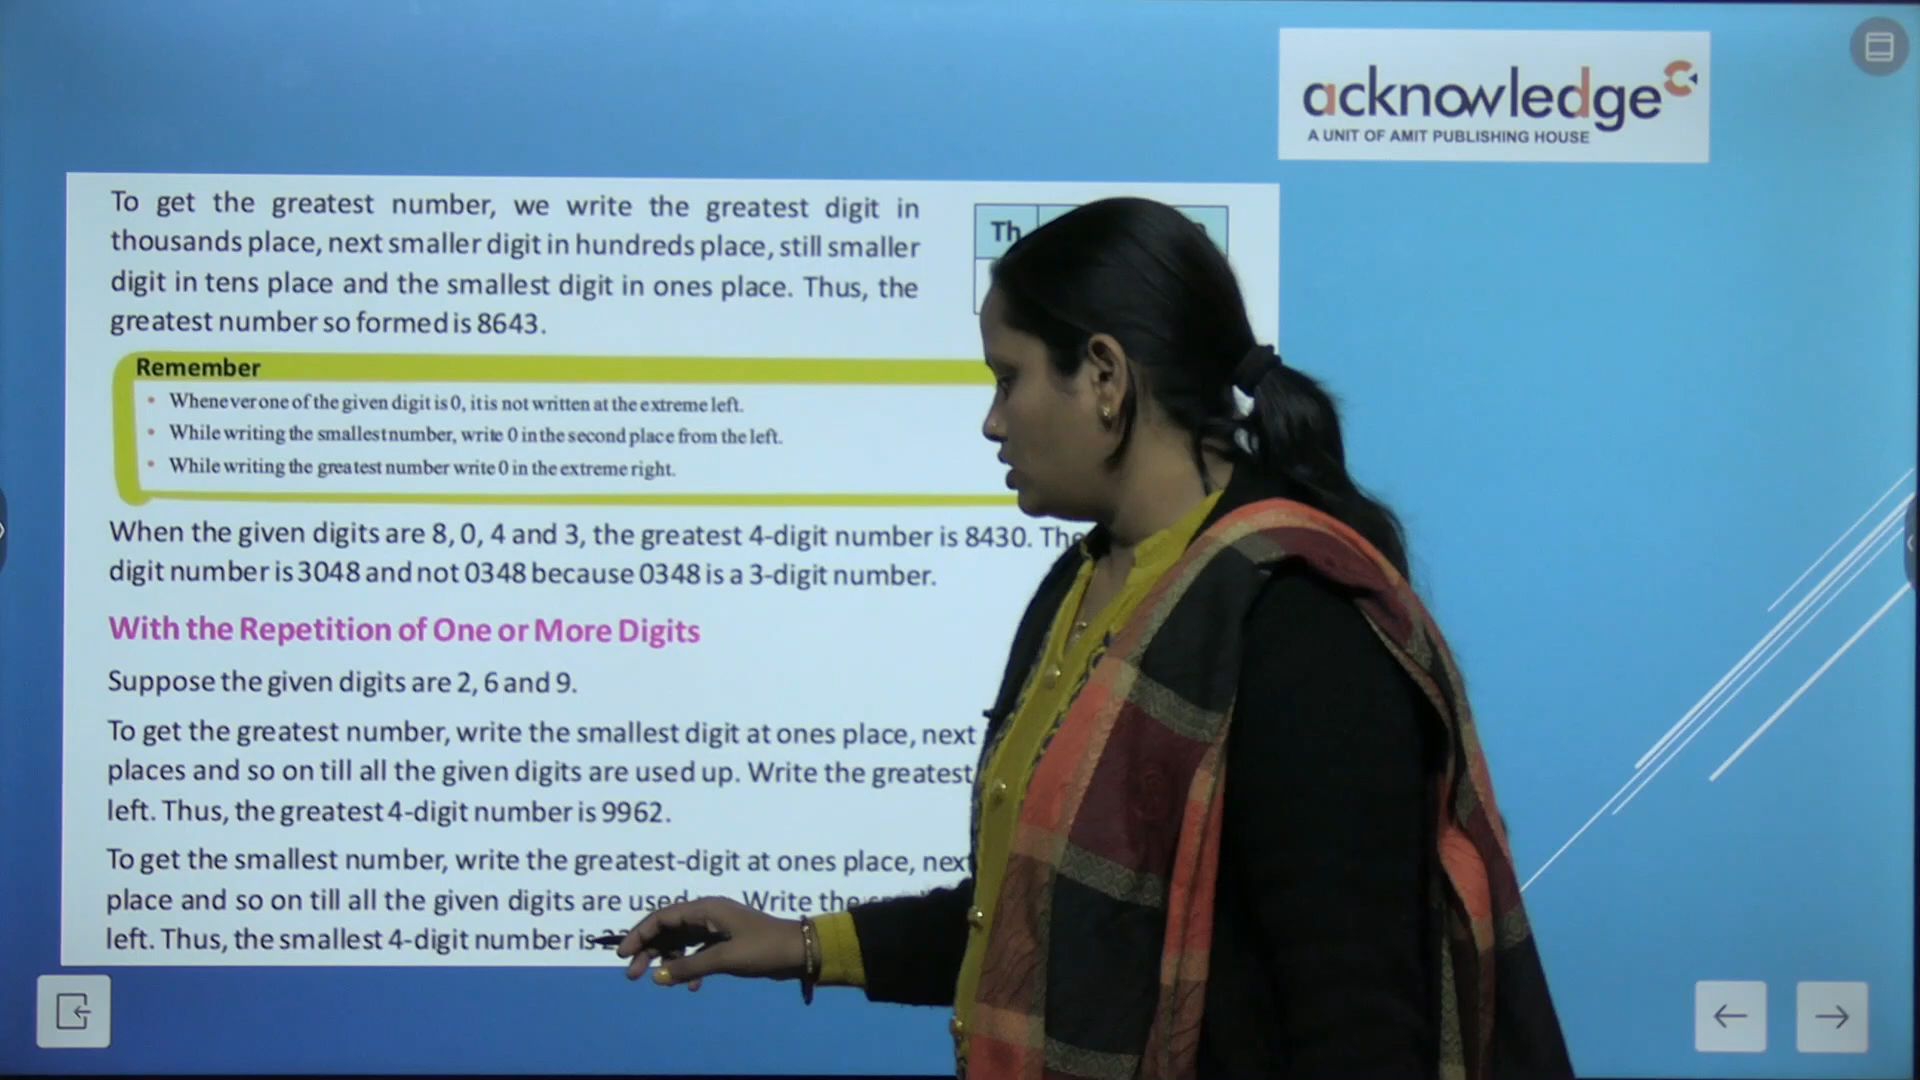 acknowledge
A UNIT OF AMIT PUBLISHING HOUSE
To get the greatest number, we write the greatest digit in
thousands place, next smaller digit in hundreds place, still smaller
digit in tens place and the smallest digit in ones place. Thus, the
greatest number so formed is 8643.
Th
Remember
• Whenever one of the given digit is 0, it is not written at the extreme left.
• While writing the smallest number, write 0 in the second place from the left.
• While writing the greatest number write 0 in the extreme right.
When the given digits are 8, 0, 4 and 3, the greatest 4-digit number is 8430. The
digit number is 3048 and not 0348 because 0348 is a 3-digit number.
With the Repetition of One or More Digits
Suppose the given digits are 2, 6 and 9.
To get the greatest number, write the smallest digit at ones place, next
places and so on till all the given digits are used up. Write the greatest
left. Thus, the greatest 4-digit number is 9962.
To get the smallest number, write the greatest-digit at ones place, next
place and so on till all the given digits are used Write the
left. Thus, the smallest 4-digit number is